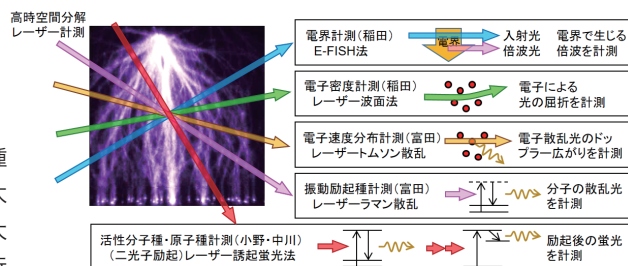 高時空間分解
レーザー計測
電界計測(稲田)
E-FISH法
電界
入射光
倍波光
電界で生じる
倍波を計測
電子密度計測(稲田)
レーザー波面法
電子による
光の屈折を計測
電子速度分布計測(富田)
レーザートムソン散乱
電子散乱光のドッ
プラー広がりを計測
振動励起種計測(富田)
レーザーラマン散乱
分子の散乱光
を計測
活性分子種・原子種計測(小野・中川)
(二光子励起)レーザー誘起蛍光法
励起後の蛍光
を計測
種
大
大